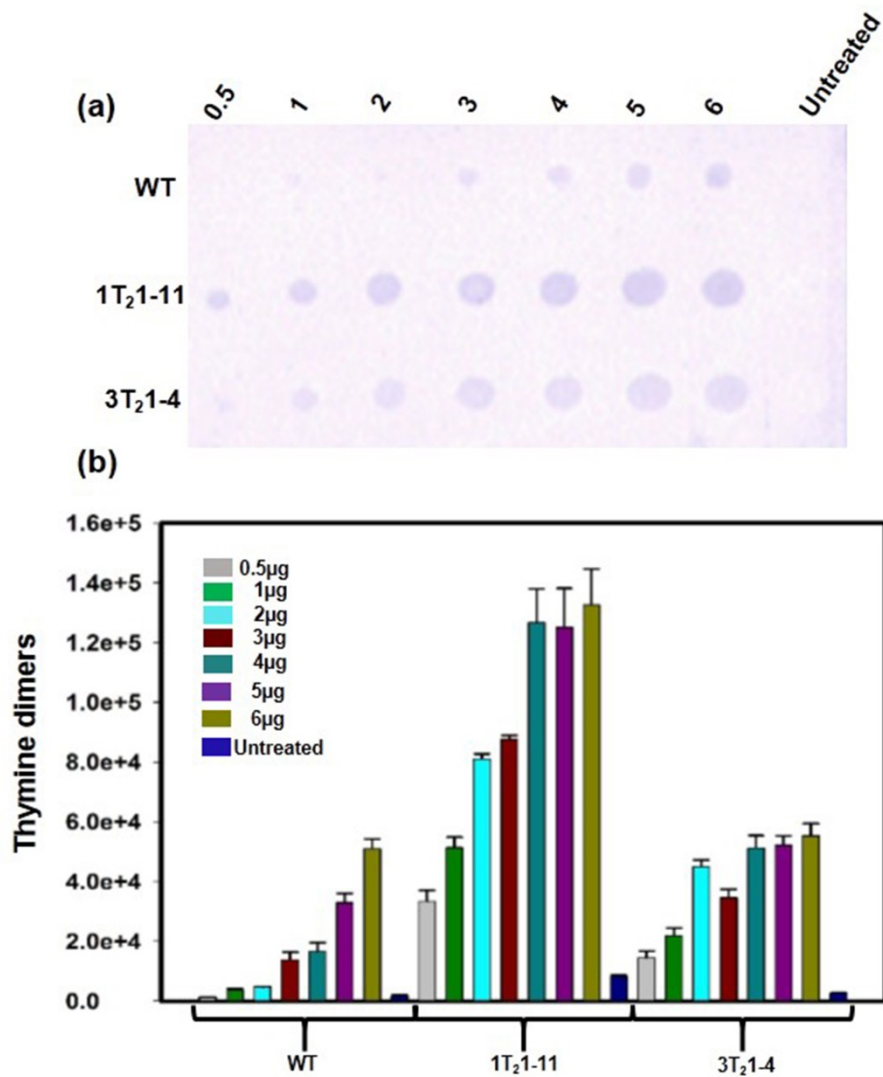 (a)
0.5 1 2 3 4 5 6 Untreated
WT
1T₂1-11
3T₂1-4
(b)
Thymine dimers
1.6e+5
1.4e+5
1.2e+5
1.0e+5
8.0e+4
6.0e+4
4.0e+4
2.0e+4
0.0
0.5µg
1µg
2µg
3µg
4µg
5µg
6µg
Untreated
WT 1T₂1-11 3T₂1-4